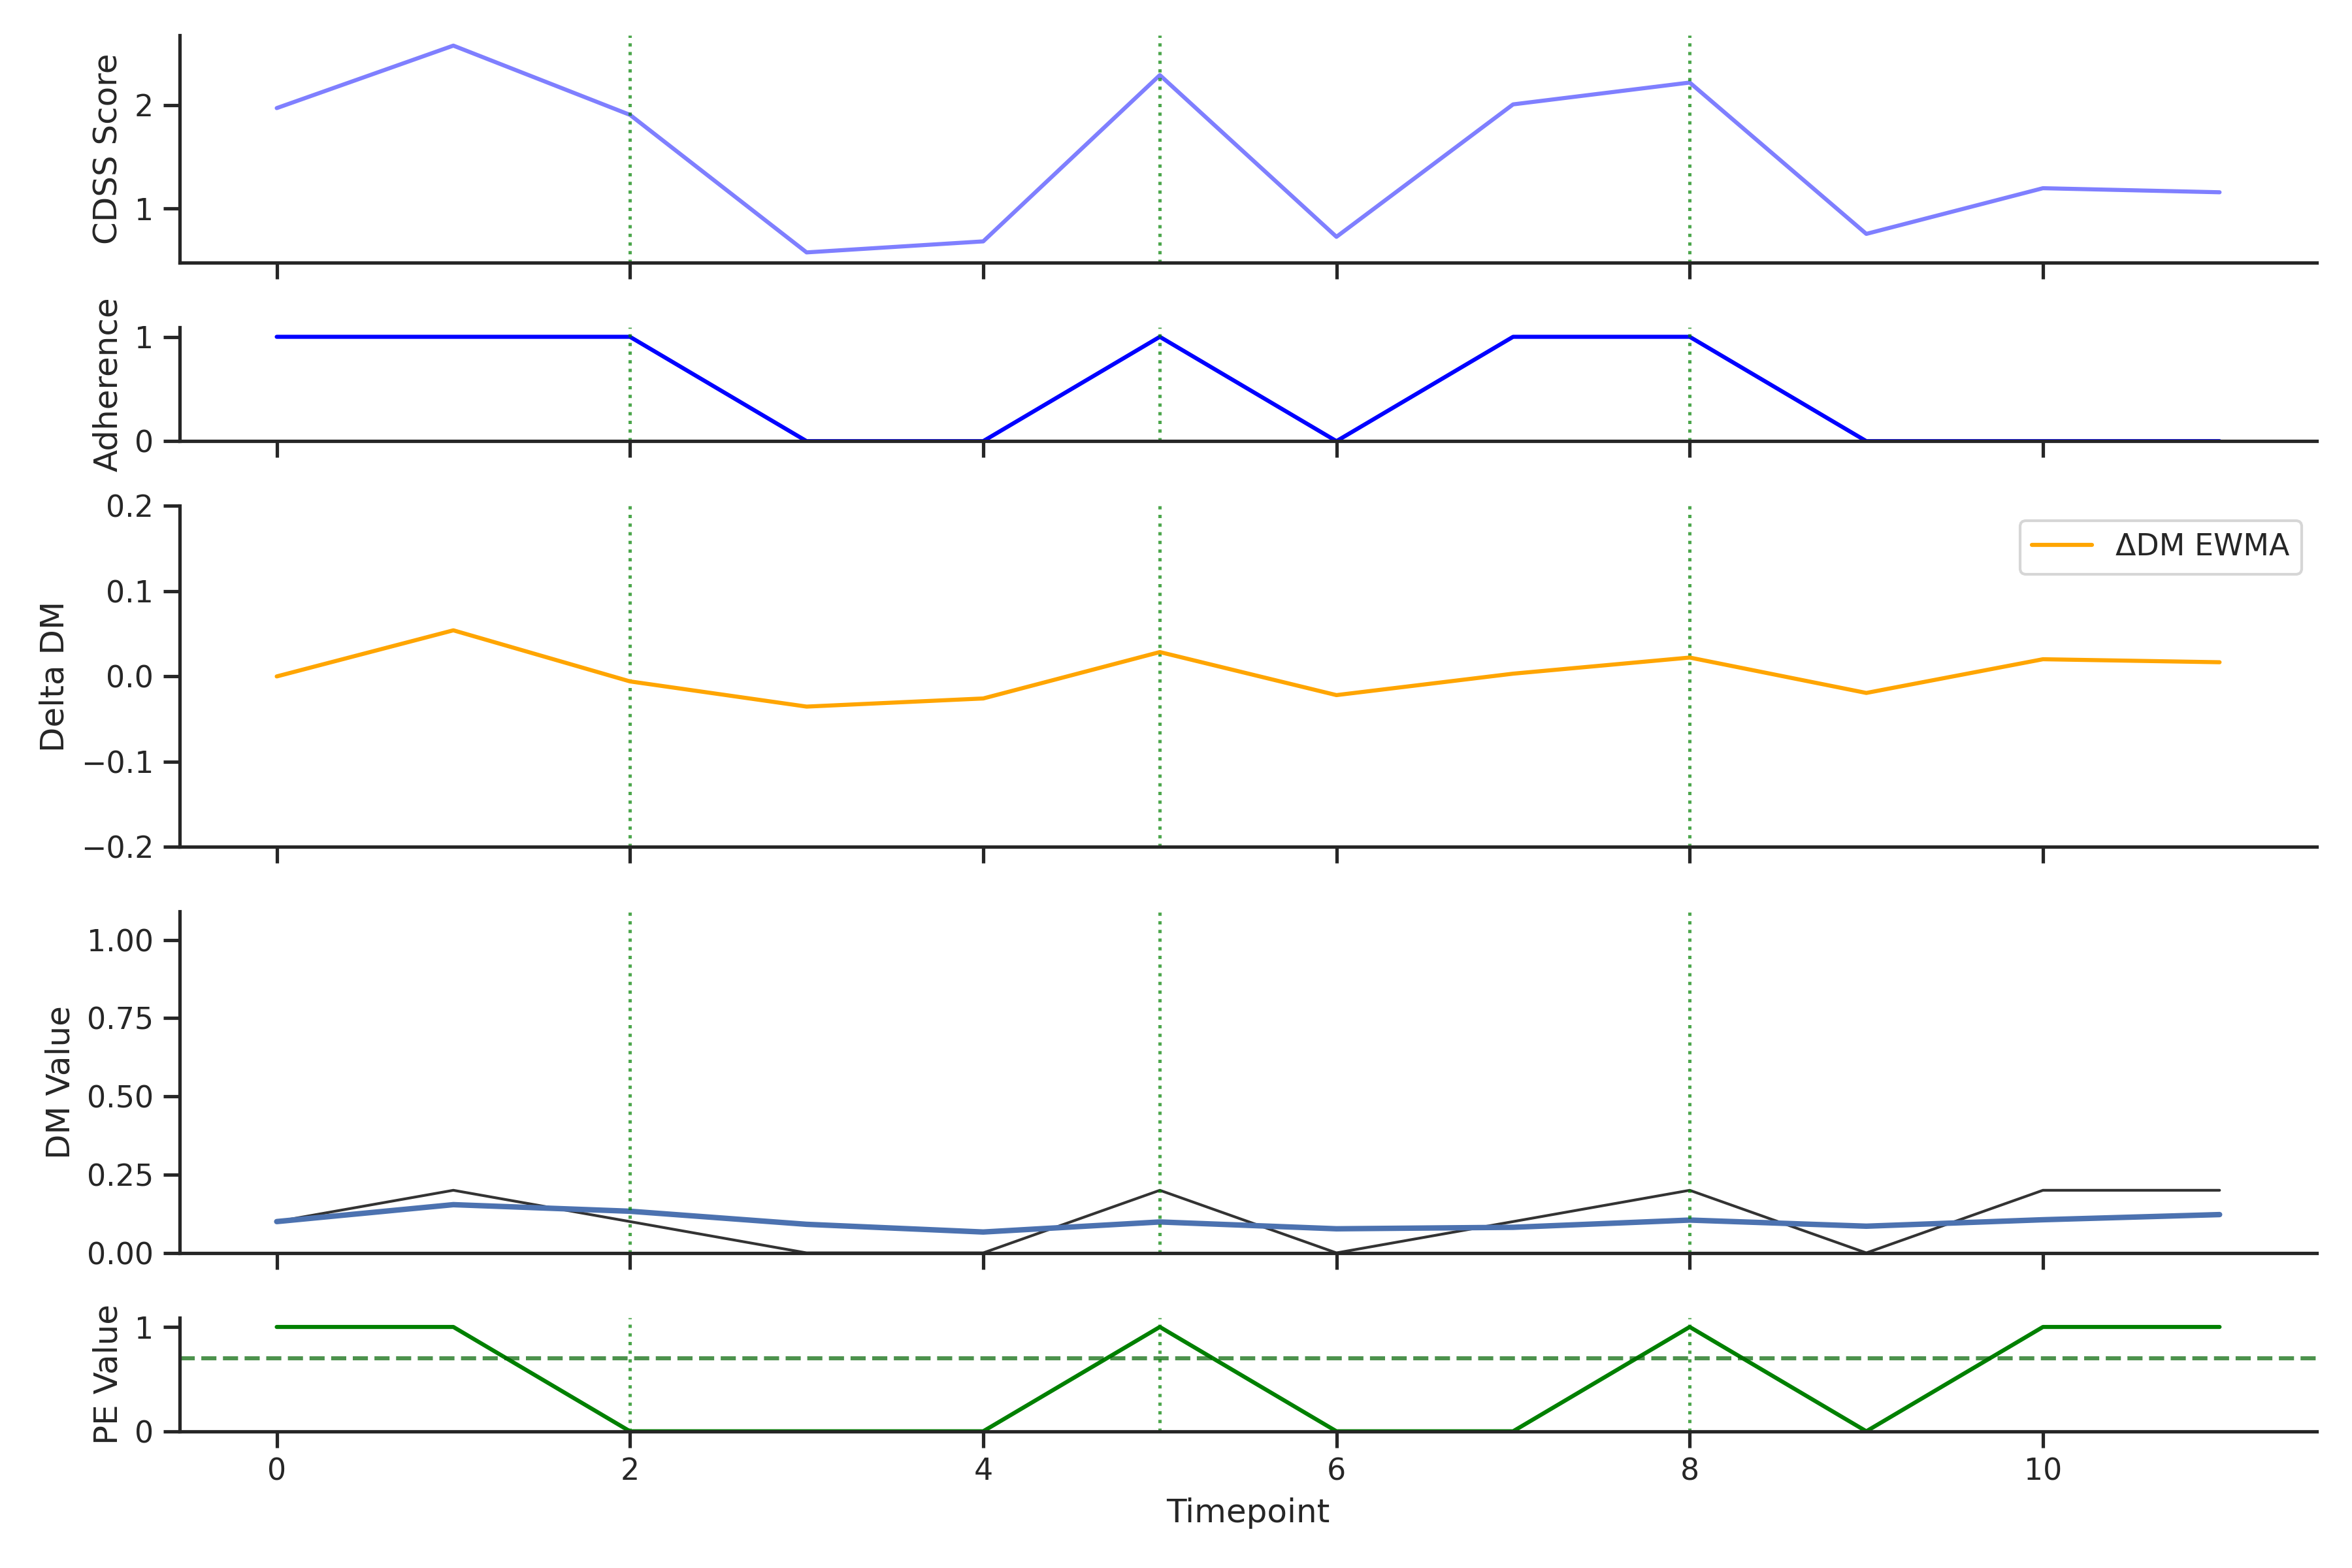 CDSS Score
2
1
Adherence
1
0
Delta DM
0.2
0.1
0.0
−0.1
−0.2
ΔDM EWMA
DM Value
1.00
0.75
0.50
0.25
0.00
PE Value
1
0
0 2 4 6 8 10
Timepoint